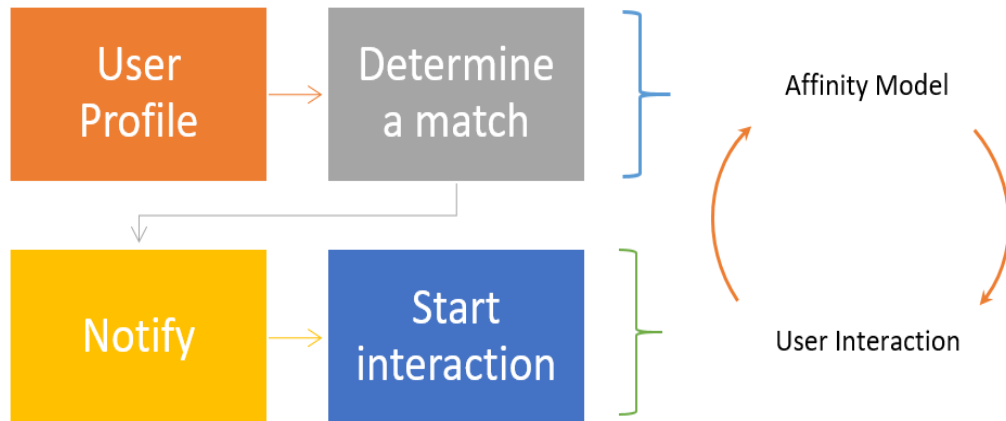 User
Profile
Determine
a match
Affinity Model
Notify
Start
interaction
User Interaction